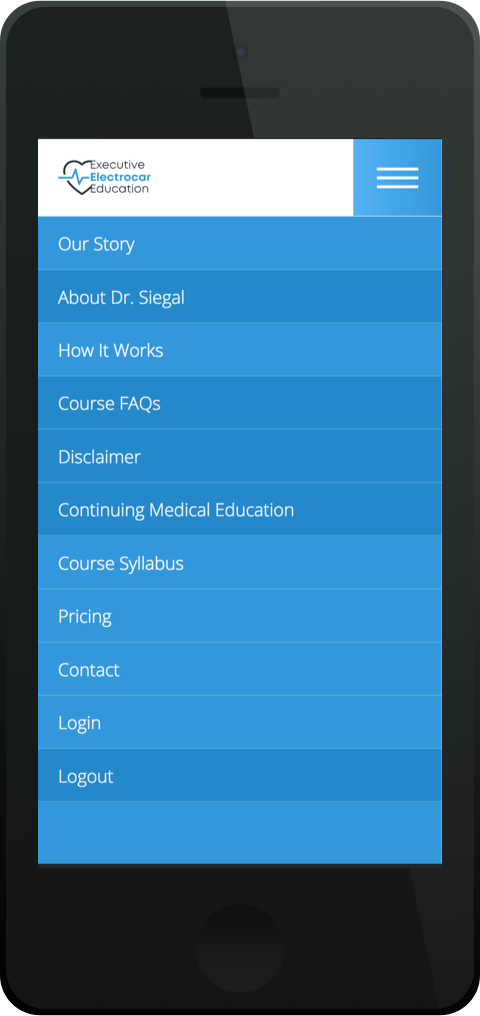 Executive
Electrocar
Education
Our Story
About Dr. Siegal
How It Works
Course FAQs
Disclaimer
Continuing Medical Education
Course Syllabus
Pricing
Contact
Login
Logout